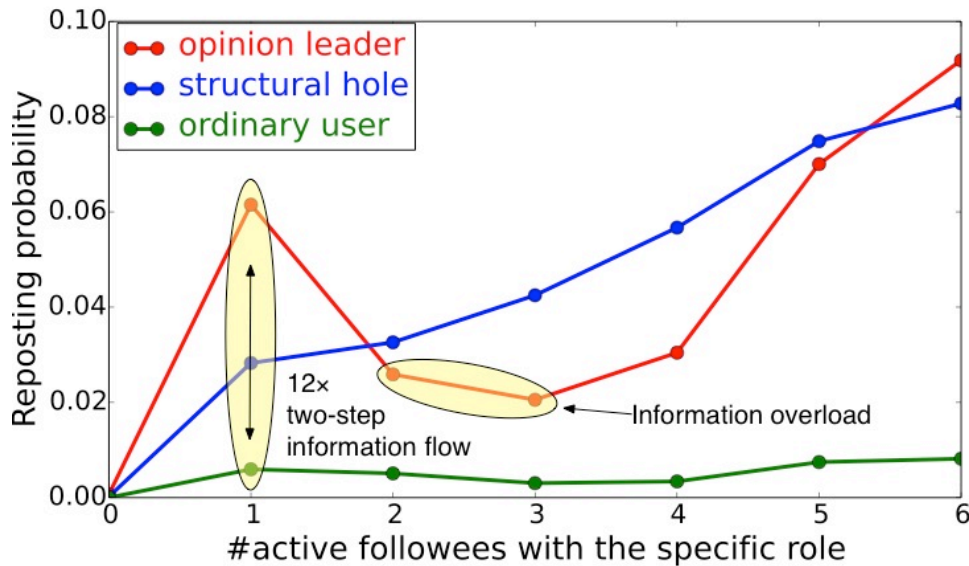 0.10
0.08
0.06
0.04
0.02
0.00
Reposting probability
opinion leader
structural hole
ordinary user
12×
two-step
information flow
Information overload
0 1 2 3 4 5 6
#active followees with the specific role